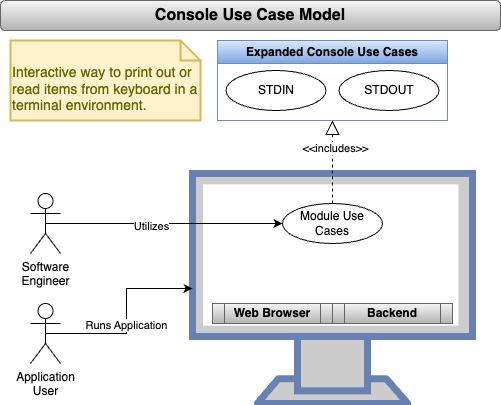 Console Use Case Model
Interactive way to print out or
read items from keyboard in a
terminal environment.
Expanded Console Use Cases
STDIN
STDOUT
<<includes>>
Module Use
Cases
Utilizes
Software
Engineer
Web Browser
Backend
Runs Application
Application
User